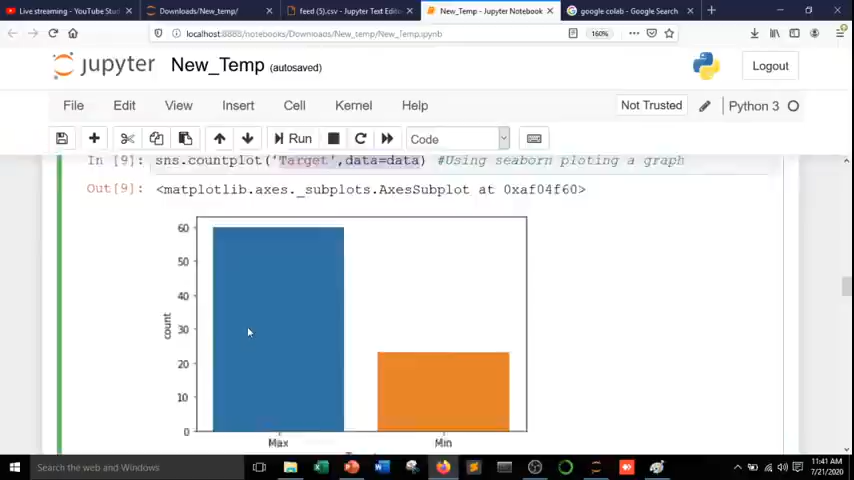 Live streaming - YouTube Stud
Downloads/New_temp/
feed (5).csv - Jupyter Text Editor
New_Temp - Jupyter Notebook
google colab - Google Search
localhost:8888/notebooks/Downloads/New_temp/New_Temp.ipynb
160%
jupyter New_Temp (autosaved)
Logout
File Edit View Insert Cell Kernel Help
Not Trusted
Python 3
Run
Code
In [9]: sns.countplot('Target',data=data) #Using seaborn ploting a graph
Out[9]: <matplotlib.axes._subplots.AxesSubplot at 0xaf04f60>
60
50
40
30
20
10
0
count
Max Min
Search the web and Windows
11:41 AM
7/21/2020